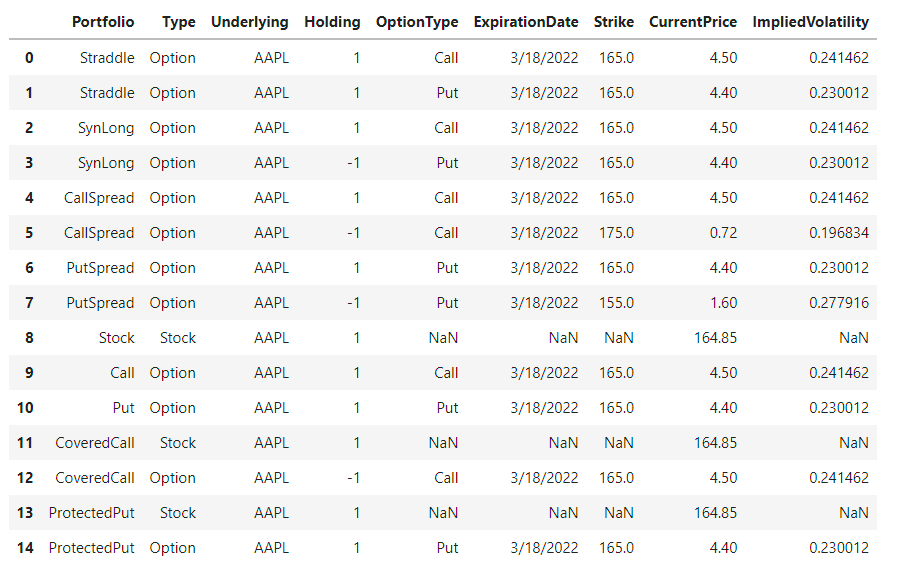 Portfolio Type Underlying Holding OptionType ExpirationDate Strike CurrentPrice ImpliedVolatility
0 Straddle Option AAPL 1 Call 3/18/2022 165.0 4.50 0.241462
1 Straddle Option AAPL 1 Put 3/18/2022 165.0 4.40 0.230012
2 SynLong Option AAPL 1 Call 3/18/2022 165.0 4.50 0.241462
3 SynLong Option AAPL -1 Put 3/18/2022 165.0 4.40 0.230012
4 CallSpread Option AAPL 1 Call 3/18/2022 165.0 4.50 0.241462
5 CallSpread Option AAPL -1 Call 3/18/2022 175.0 0.72 0.196834
6 PutSpread Option AAPL 1 Put 3/18/2022 165.0 4.40 0.230012
7 PutSpread Option AAPL -1 Put 3/18/2022 155.0 1.60 0.277916
8 Stock Stock AAPL 1 NaN NaN NaN 164.85 NaN
9 Call Option AAPL 1 Call 3/18/2022 165.0 4.50 0.241462
10 Put Option AAPL 1 Put 3/18/2022 165.0 4.40 0.230012
11 CoveredCall Stock AAPL 1 NaN NaN NaN 164.85 NaN
12 CoveredCall Option AAPL -1 Call 3/18/2022 165.0 4.50 0.241462
13 ProtectedPut Stock AAPL 1 NaN NaN NaN 164.85 NaN
14 ProtectedPut Option AAPL 1 Put 3/18/2022 165.0 4.40 0.230012